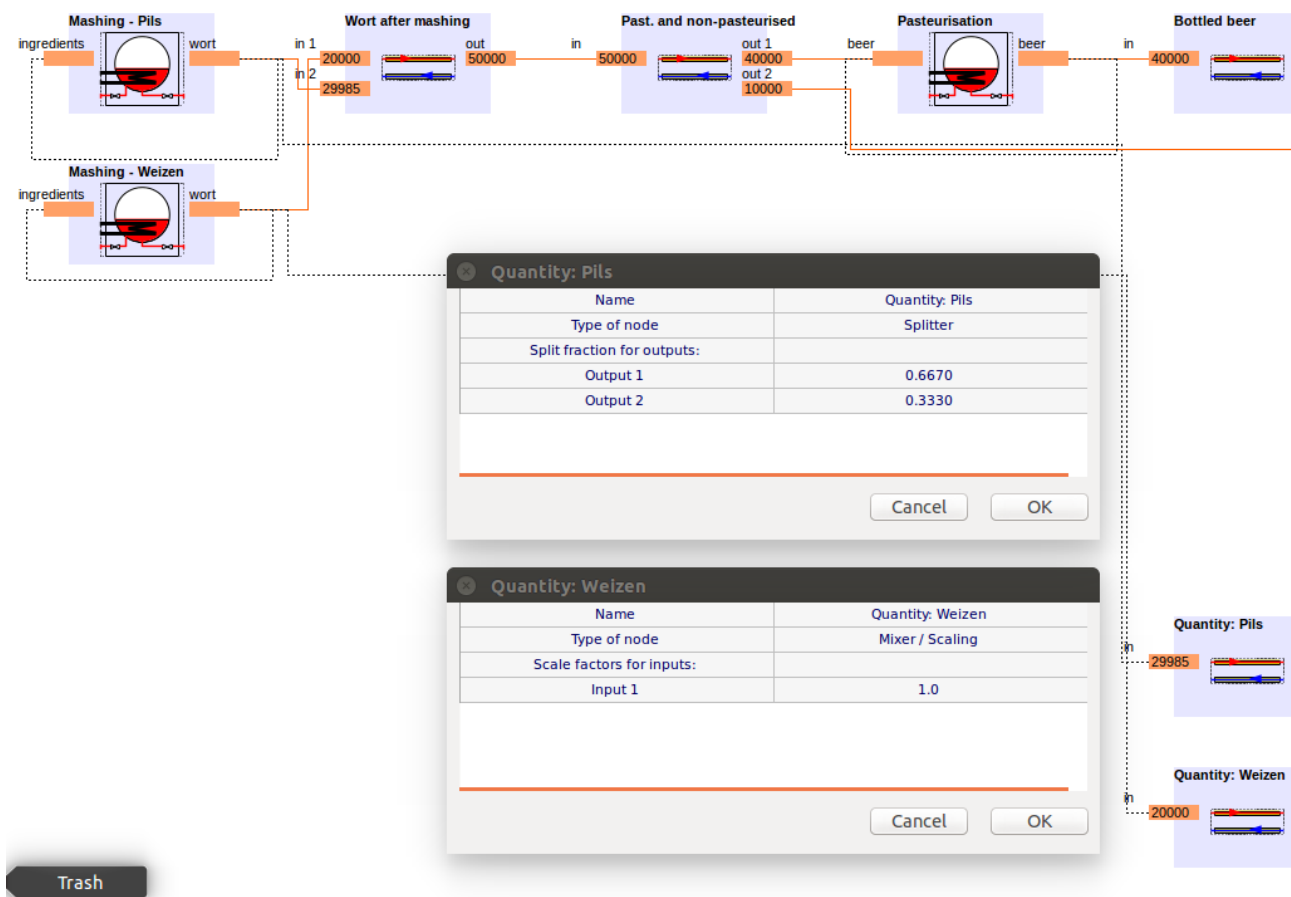 Mashing - Pils
Wort after mashing
Past. and non-pasteurised
Pasteurisation
Bottled beer
ingredients
wort
in 1
out
in
out 1
beer
beer
in
20000
50000
50000
40000
40000
in 2
out 2
29985
10000
Mashing - Weizen
ingredients
wort
Quantity: Pils
Name Quantity: Pils
Type of node Splitter
Split fraction for outputs:
Output 1 0.6670
Output 2 0.3330
Cancel OK
Quantity: Weizen
Name Quantity: Weizen
Type of node Mixer / Scaling
Scale factors for inputs:
Input 1 1.0
Cancel OK
Quantity: Pils
in
29985
Quantity: Weizen
in
20000
Trash